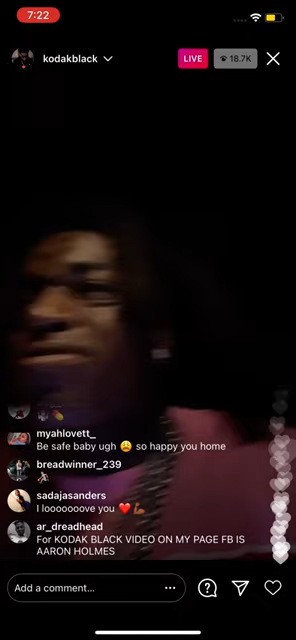 7:22
kodakblack
LIVE
18.7K
myahlovett_
Be safe baby ugh 😩 so happy you home
breadwinner_239
sadajasanders
I looooooove you ❤️💪🏾
ar_dreadhead
For KODAK BLACK VIDEO ON MY PAGE FB IS
AARON HOLMES
Add a comment...